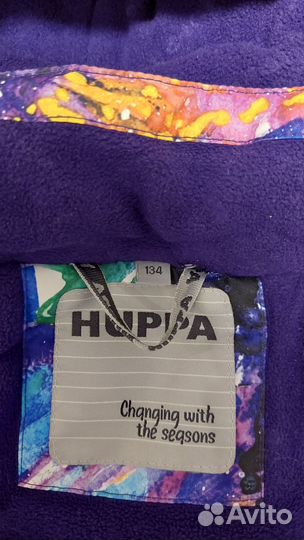 134
HUPPA
Changing with
the seasons
Avito